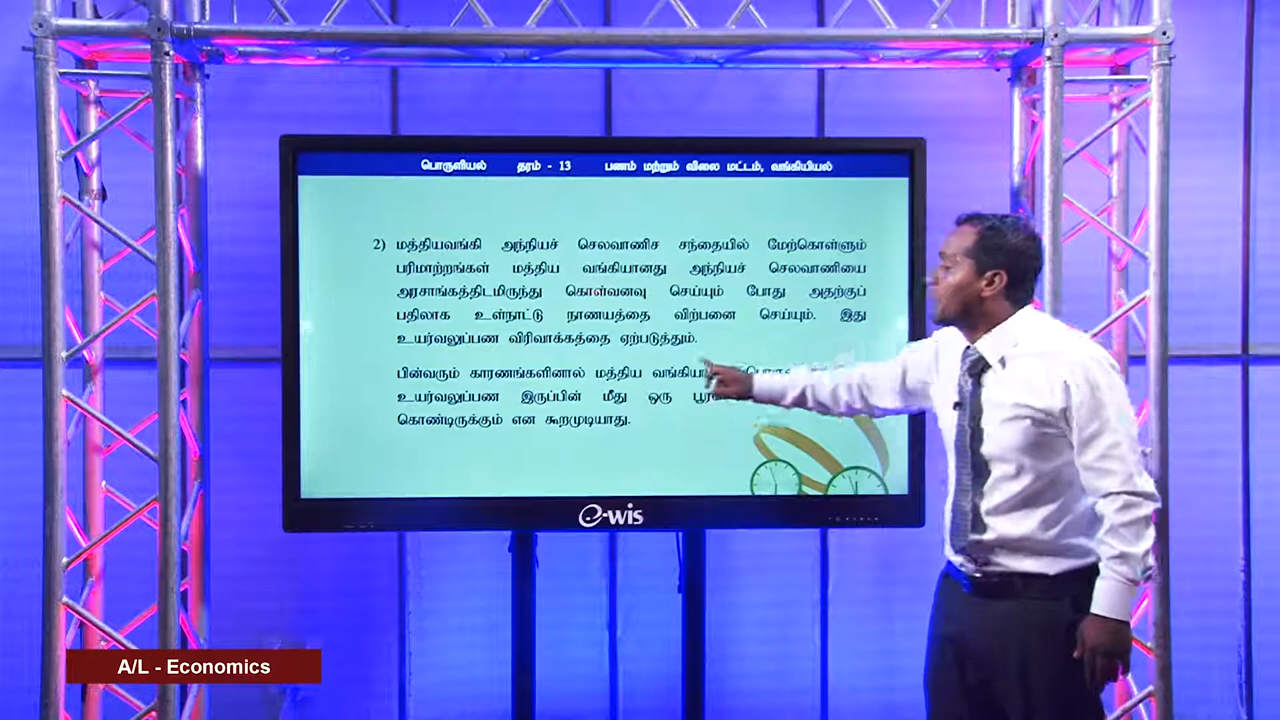 பொருளியல் தரம் - 13 பணம் மற்றும் விலை மட்டம், வங்கியியல்
2) மத்தியவங்கி அந்நியச் செலவாணிச சந்தையில் மேற்கொள்ளும்
பரிமாற்றங்கள் மத்திய வங்கியானது அந்நியச் செலவாணியை
அரசாங்கத்திடமிருந்து கொள்வனவு செய்யும் போது அதற்குப்
பதிலாக உள்நாட்டு நாணயத்தை விற்பனை செய்யும். இது
உயர்வலுப்பண விரிவாக்கத்தை ஏற்படுத்தும்.
பின்வரும் காரணங்களினால் மத்திய
உயர்வலுப்பண இருப்பின் மீது ஒரு
கொண்டிருக்கும் என கூறமுடியாது.
e-wis
A/L - Economics